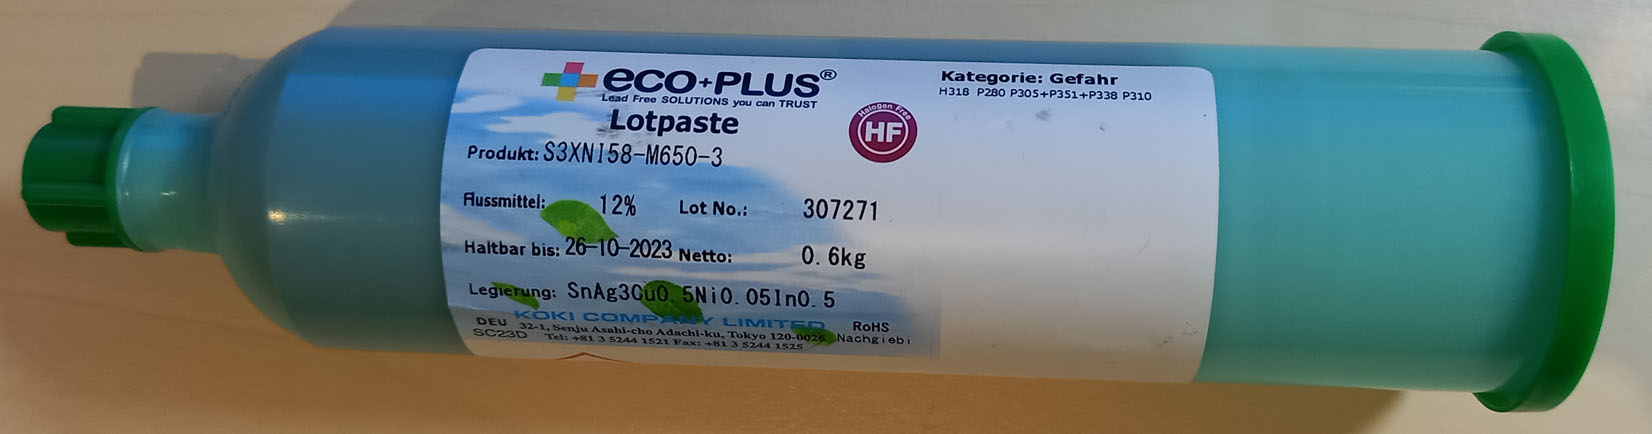 eco+PLUS®
Lead Free SOLUTIONS you can TRUST
Lotpaste
Halogen Free
HF
Kategorie: Gefahr
H318 P280 P305+P351+P338 P310
Produkt: S3XNI58-M650-3
Flussmittel: 12% Lot No.: 307271
Haltbar bis: 26-10-2023 Netto: 0.6kg
Legierung: SnAg3Cu0.5Ni0.05In0.5
KOKI COMPANY LIMITED
DEU 32-1, Senju Asahi-cho Adachi-ku, Tokyo 120-0026 RoHS
SC23D Tel: +81 3 5244 1521 Fax: +81 3 5244 1525 Nachgiebi